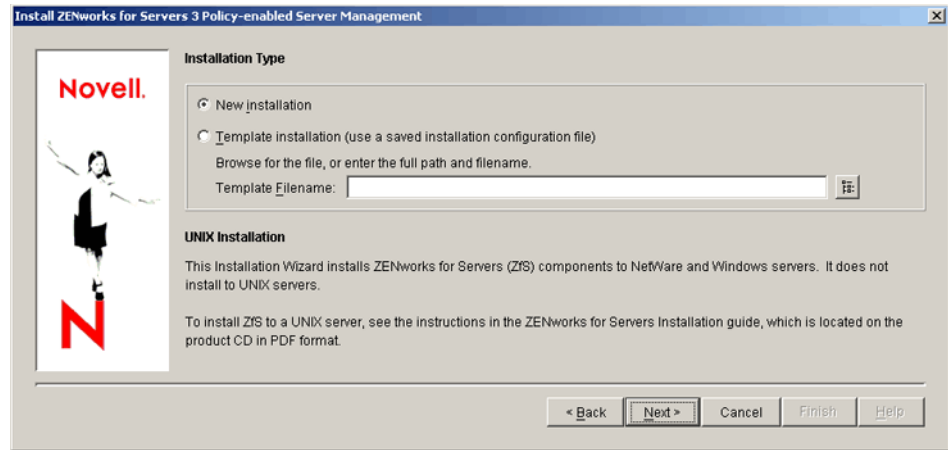 Install ZENworks for Servers 3 Policy-enabled Server Management
Novell.
N
Installation Type
New installation
Template installation (use a saved installation configuration file)
Browse for the file, or enter the full path and filename.
Template Filename:
UNIX Installation
This Installation Wizard installs ZENworks for Servers (ZfS) components to NetWare and Windows servers. It does not
install to UNIX servers.
To install ZfS to a UNIX server, see the instructions in the ZENworks for Servers Installation guide, which is located on the
product CD in PDF format.
< Back
Next >
Cancel
Finish
Help